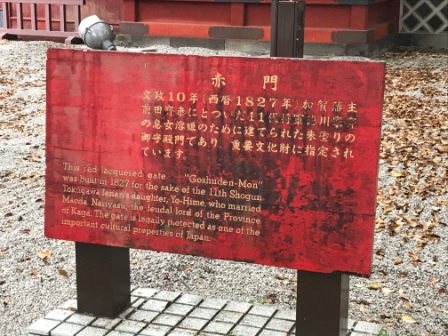 赤門
文政10年(西暦1827年)加賀藩主
前田斉泰にとついだ11代将軍徳川家斉
の息女溶姫のために建てられた朱塗りの
御守殿門であり、重要文化財に指定され
ています。
This red-lacquered gate "Goshuden-Mon"
was built in 1827 for the sake of the 11th Shogun
Tokugawa Ienari's daughter, Yo-Hime, who married
Maeda Nariyasu, the feudal lord of the Province
of Kaga. The gate is legally protected as one of the
important cultural properties of Japan.